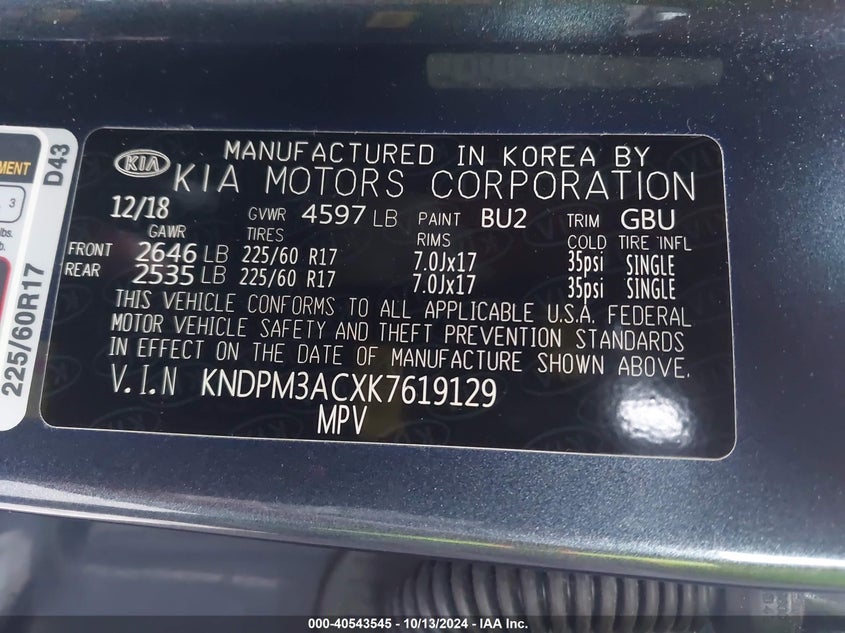 MENT
3
lbs.
b.
225/60R17
D43
KIA
MANUFACTURED IN KOREA BY
KIA MOTORS CORPORATION
12/18 GVWR 4597 LB PAINT BU2 TRIM GBU
GAWR TIRES RIMS COLD TIRE INFL
FRONT 2646 LB 225/60 R17 7.0Jx17 35psi SINGLE
REAR 2535 LB 225/60 R17 7.0Jx17 35psi SINGLE
THIS VEHICLE CONFORMS TO ALL APPLICABLE U.S.A. FEDERAL
MOTOR VEHICLE SAFETY AND THEFT PREVENTION STANDARDS
IN EFFECT ON THE DATE OF MANUFACTURE SHOWN ABOVE.
V.I.N KNDPM3ACXK7619129
MPV
000-40543545 - 10/13/2024 - IAA Inc.